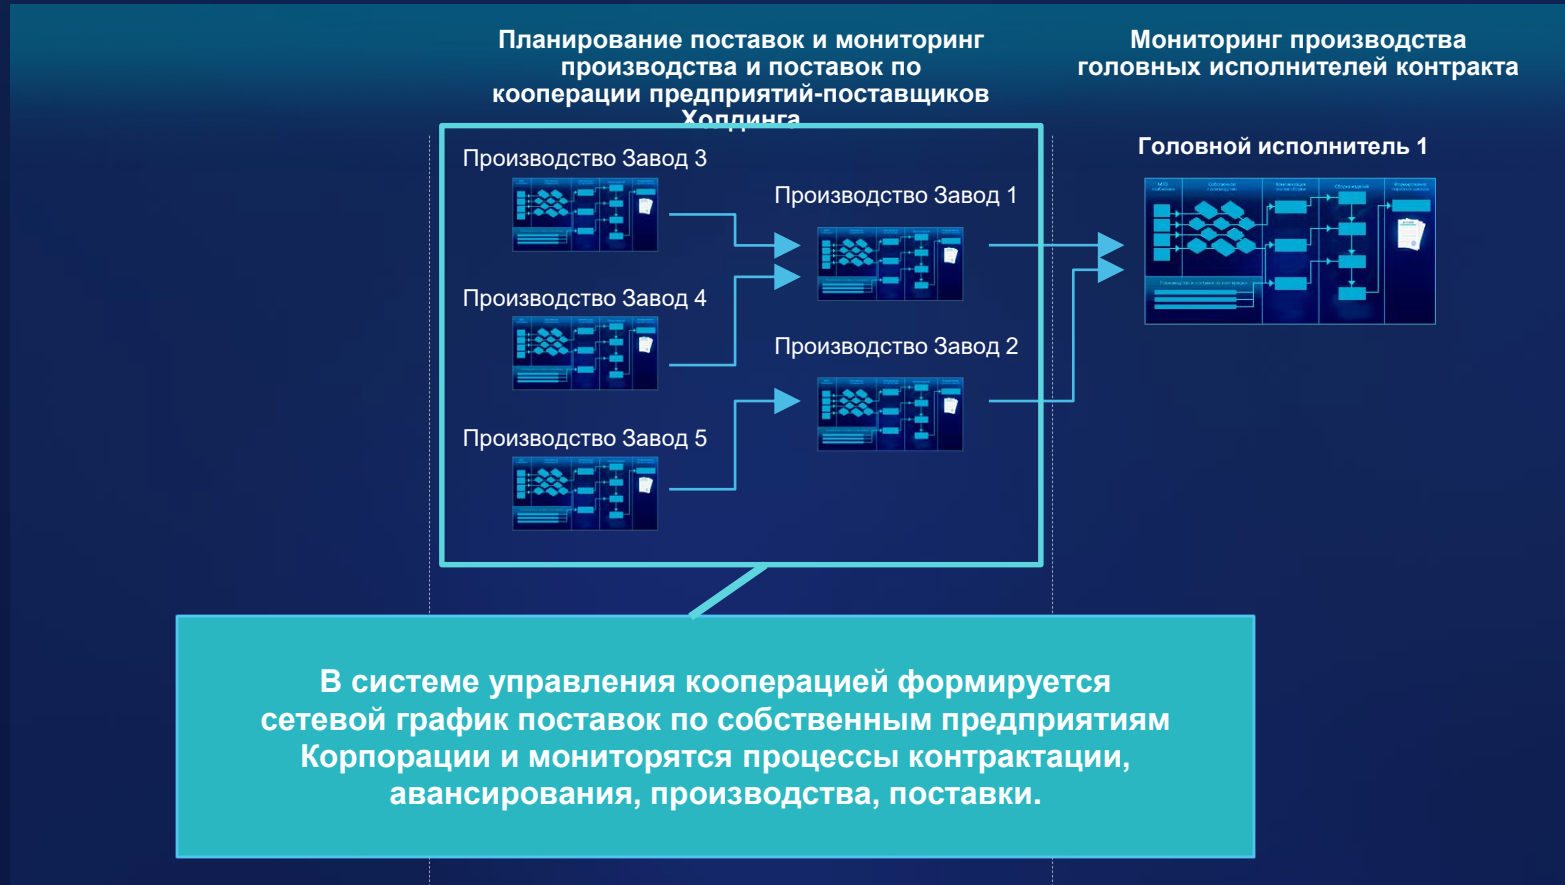 Планирование поставок и мониторинг
производства и поставок по
кооперации предприятий-поставщиков
Холдинга
Мониторинг производства
головных исполнителей контракта
Производство Завод 3
Производство Завод 1
Головной исполнитель 1
Производство Завод 4
Производство Завод 2
Производство Завод 5
В системе управления кооперацией формируется
сетевой график поставок по собственным предприятиям
Корпорации и мониторятся процессы контрактации,
авансирования, производства, поставки.